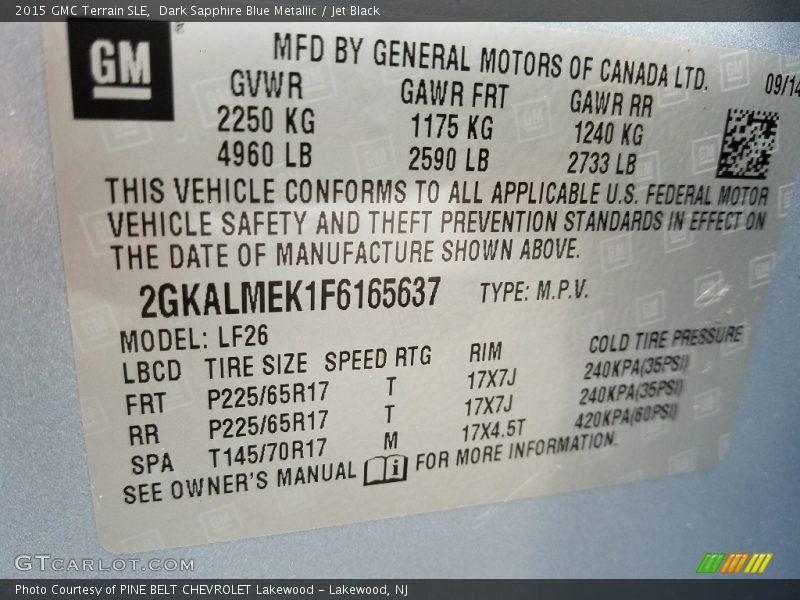 2015 GMC Terrain SLE,  Dark Sapphire Blue Metallic / Jet Black
GM
MFD BY GENERAL MOTORS OF CANADA LTD.
09/14
GVWR GAWR FRT GAWR RR
2250 KG 1175 KG 1240 KG
4960 LB 2590 LB 2733 LB
THIS VEHICLE CONFORMS TO ALL APPLICABLE U.S. FEDERAL MOTOR
VEHICLE SAFETY AND THEFT PREVENTION STANDARDS IN EFFECT ON
THE DATE OF MANUFACTURE SHOWN ABOVE.
2GKALMEK1F6165637 TYPE: M.P.V.
MODEL: LF26
LBCD TIRE SIZE SPEED RTG RIM COLD TIRE PRESSURE
FRT P225/65R17 T 17X7J 240KPA(35PSI)
RR P225/65R17 T 17X7J 240KPA(35PSI)
SPA T145/70R17 M 17X4.5T 420KPA(60PSI)
SEE OWNER'S MANUAL i FOR MORE INFORMATION.
GTCARLOT.COM
Photo Courtesy of PINE BELT CHEVROLET Lakewood - Lakewood, NJ